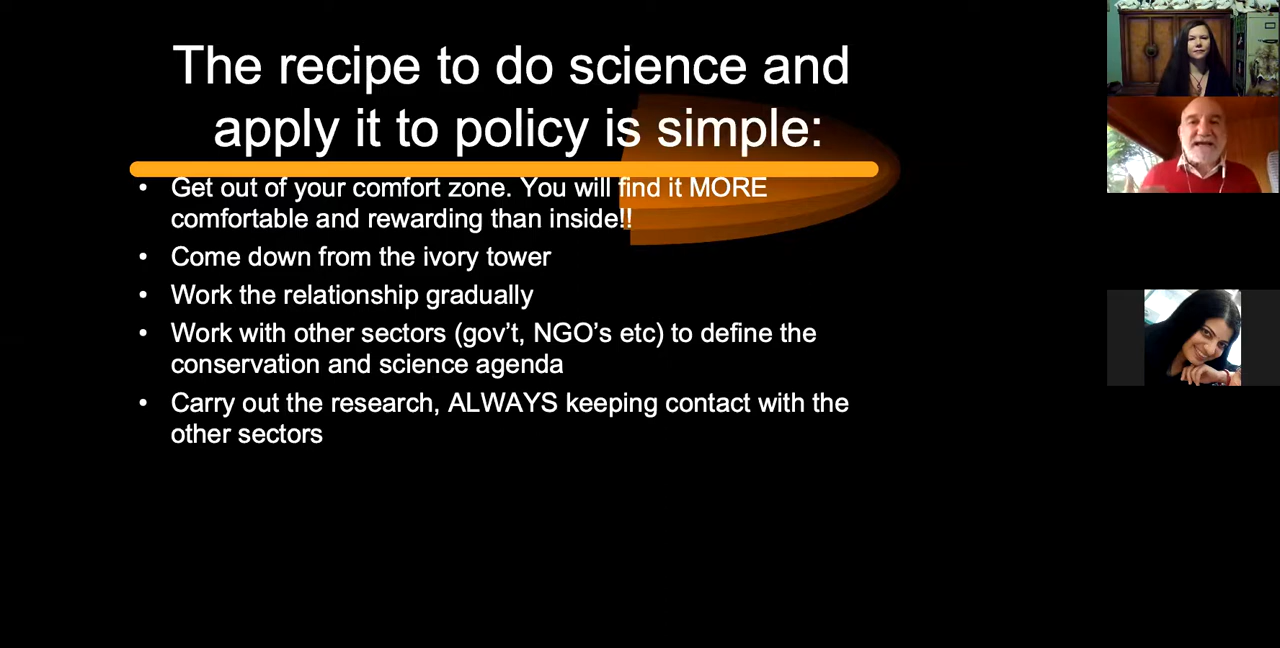 The recipe to do science and
apply it to policy is simple:
• Get out of your comfort zone. You will find it MORE
comfortable and rewarding than inside!!
• Come down from the ivory tower
• Work the relationship gradually
• Work with other sectors (gov’t, NGO’s etc) to define the
conservation and science agenda
• Carry out the research, ALWAYS keeping contact with the
other sectors